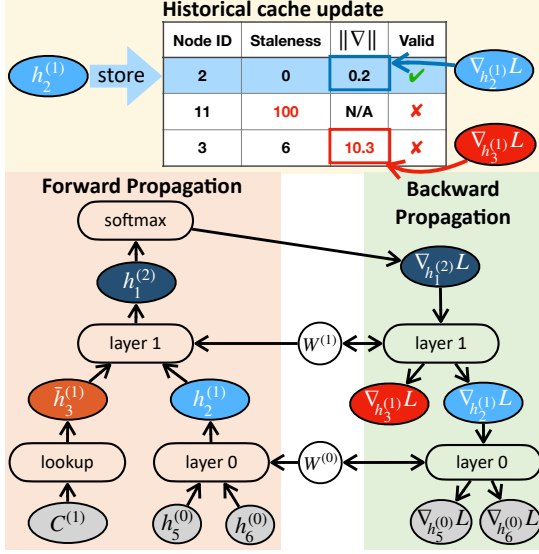 Historical cache update
Node ID Staleness ‖∇‖ Valid
h_2^{(1)} store 2 0 0.2 ✓ ∇_{h_2^{(1)}} L
11 100 N/A ✘
3 6 10.3 ✘ ∇_{h_3^{(1)}} L
Forward Propagation
softmax
h_1^{(2)}
layer 1
h̄_3^{(1)} h_2^{(1)}
lookup layer 0
C^{(1)} h_5^{(0)} h_6^{(0)}
W^{(1)}
W^{(0)}
Backward
Propagation
∇_{h_1^{(2)}} L
layer 1
∇_{h_3^{(1)}} L ∇_{h_2^{(1)}} L
layer 0
∇_{h_5^{(0)}} L ∇_{h_6^{(0)}} L